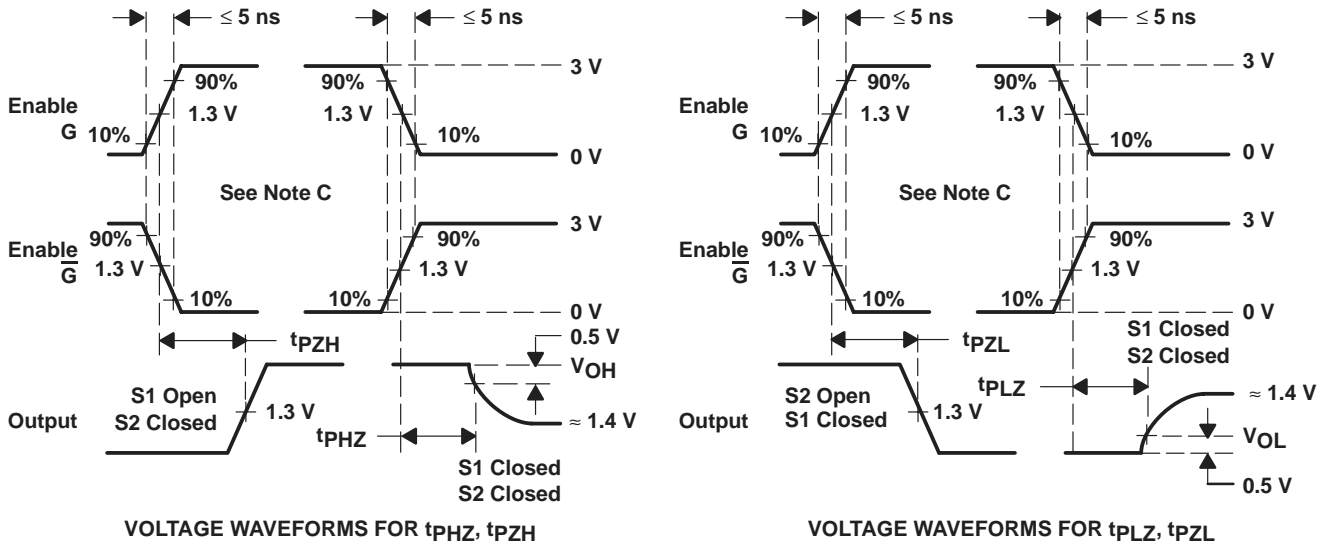 ≤ 5 ns
≤ 5 ns
3 V
90%
90%
Enable
G
1.3 V
1.3 V
10%
10%
0 V
See Note C
3 V
Enable
G̅
90%
90%
1.3 V
1.3 V
10%
10%
0 V
tPZH
0.5 V
VOH
S1 Open
S2 Closed
Output
1.3 V
≈ 1.4 V
tPHZ
S1 Closed
S2 Closed
VOLTAGE WAVEFORMS FOR tPHZ, tPZH
≤ 5 ns
≤ 5 ns
3 V
90%
90%
Enable
G
1.3 V
1.3 V
10%
10%
0 V
See Note C
3 V
Enable
G̅
90%
90%
1.3 V
1.3 V
10%
10%
0 V
tPZL
S1 Closed
S2 Closed
tPLZ
S2 Open
S1 Closed
Output
1.3 V
≈ 1.4 V
VOL
0.5 V
VOLTAGE WAVEFORMS FOR tPLZ, tPZL